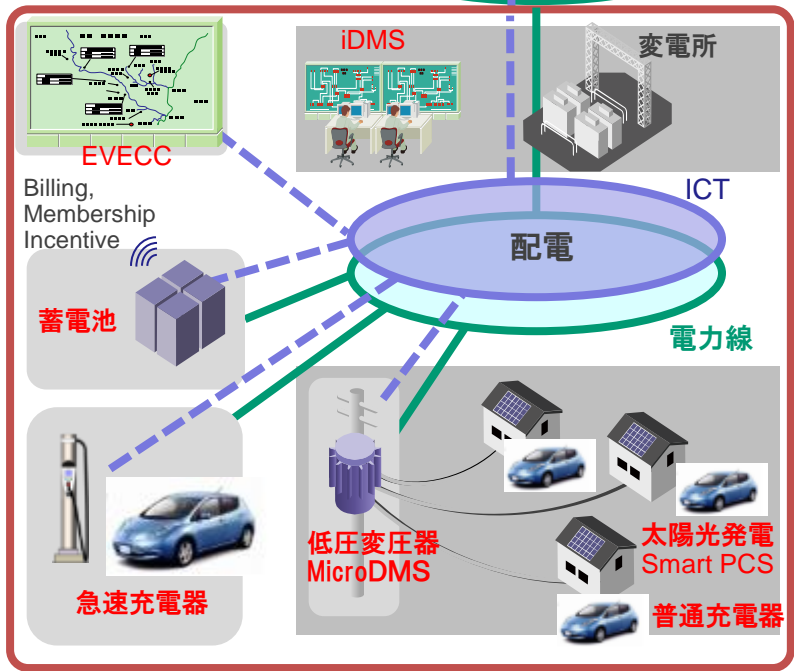 iDMS
変電所
EVECC
ICT
Billing,
Membership
Incentive
配電
蓄電池
電力線
低圧変圧器
MicroDMS
太陽光発電
Smart PCS
急速充電器
普通充電器